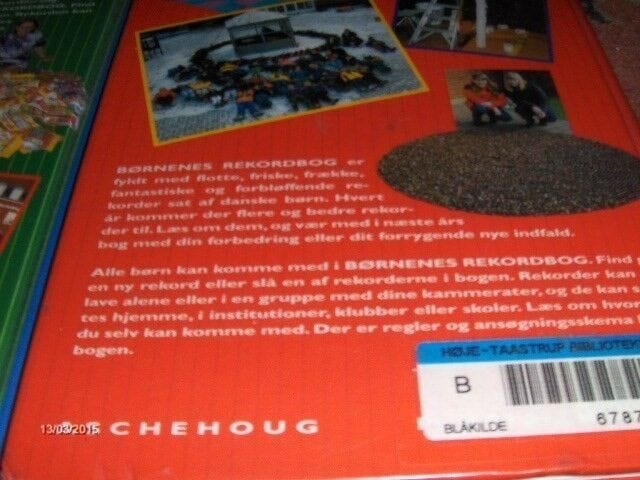 BØRNENES REKORDBOG er
fyldt med flotte, friske, frække,
fantastiske og forbløffende re-
korder sat af danske børn. Hvert
år kommer der flere og bedre rekor-
der til. Læs om dem, og vær med i næste års
bog med din forbedring eller dit forrygende nye indfald.
Alle børn kan komme med i BØRNENES REKORDBOG. Find
en ny rekord eller slå en af rekorderne i bogen. Rekorder kan
lave alene eller i en gruppe med dine kammerater, og de kan
tes hjemme, i institutioner, klubber eller skoler. Læs om
du selv kan komme med. Der er regler og ansøgningsskema
bogen.
HØJE-TAASTRUP
B
BLÅKILDE
6787
SCHEHOUG
13/03/2015